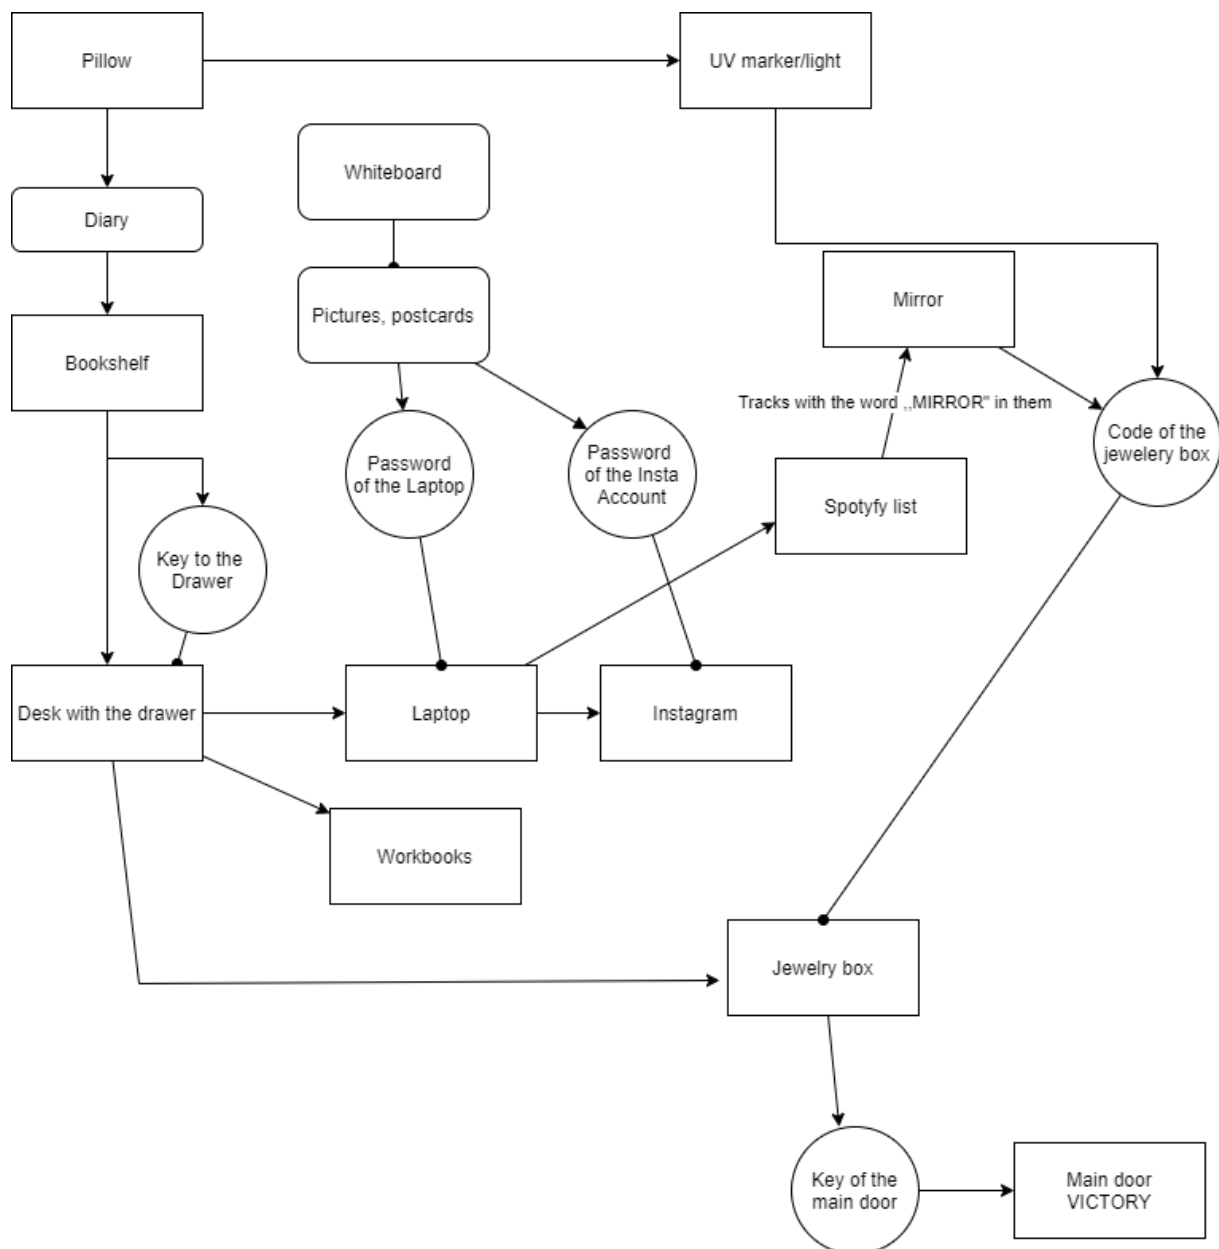 Pillow
UV marker/light
Whiteboard
Diary
Mirror
Pictures, postcards
Bookshelf
Tracks with the word ,,MIRROR" in them
Code of the
jewelery box
Password
of the Laptop
Password
of the Insta
Account
Spotyfy list
Key to the
Drawer
Desk with the drawer
Laptop
Instagram
Workbooks
Jewelry box
Key of the
main door
Main door
VICTORY